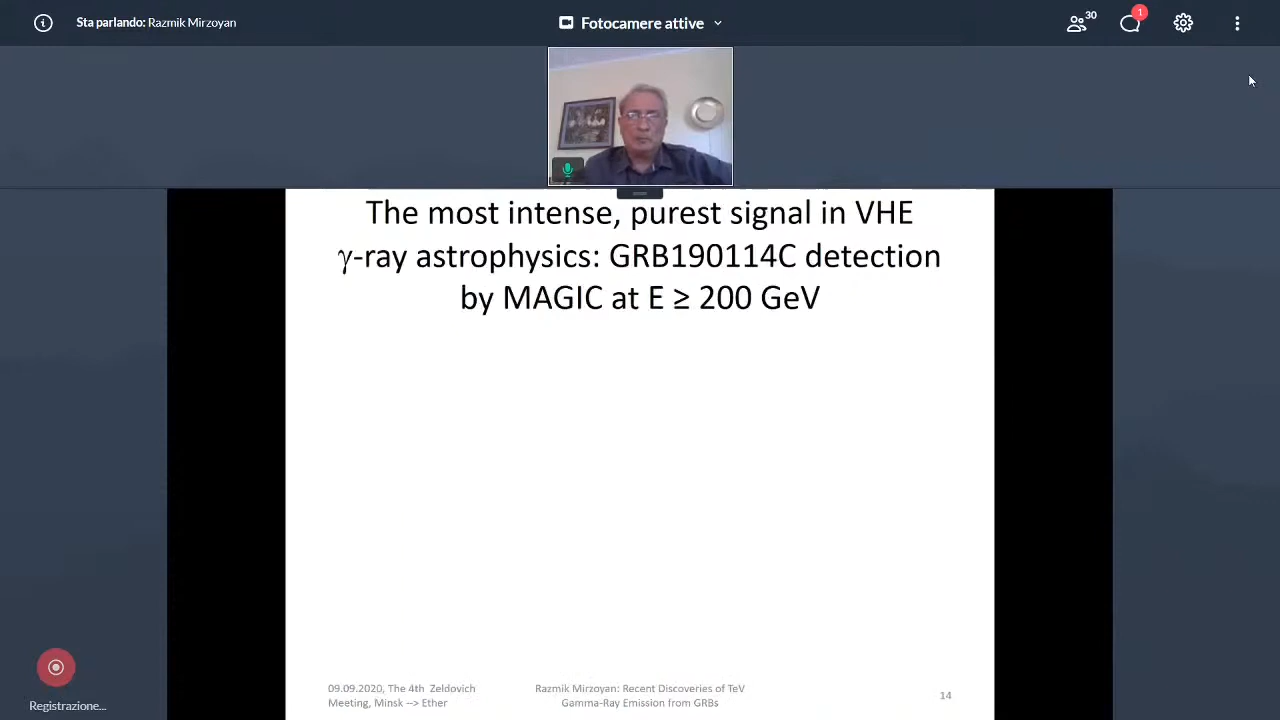 Sta parlando: Razmik Mirzoyan
Fotocamere attive
30
1
The most intense, purest signal in VHE
γ-ray astrophysics: GRB190114C detection
by MAGIC at E ≥ 200 GeV
09.09.2020, The 4th Zeldovich
Meeting, Minsk --> Ether
Razmik Mirzoyan: Recent Discoveries of TeV
Gamma-Ray Emission from GRBs
14
Registrazione...